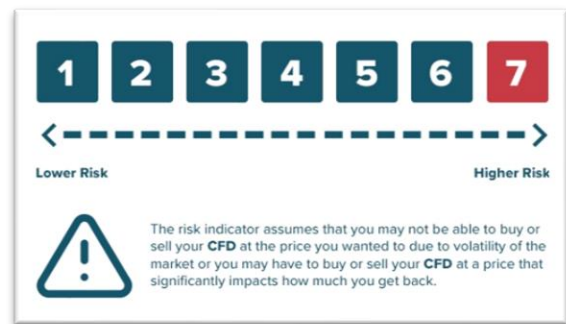 1 2 3 4 5 6 7
Lower Risk Higher Risk
!
The risk indicator assumes that you may not be able to buy or
sell your CFD at the price you wanted to due to volatility of the
market or you may have to buy or sell your CFD at a price that
significantly impacts how much you get back.